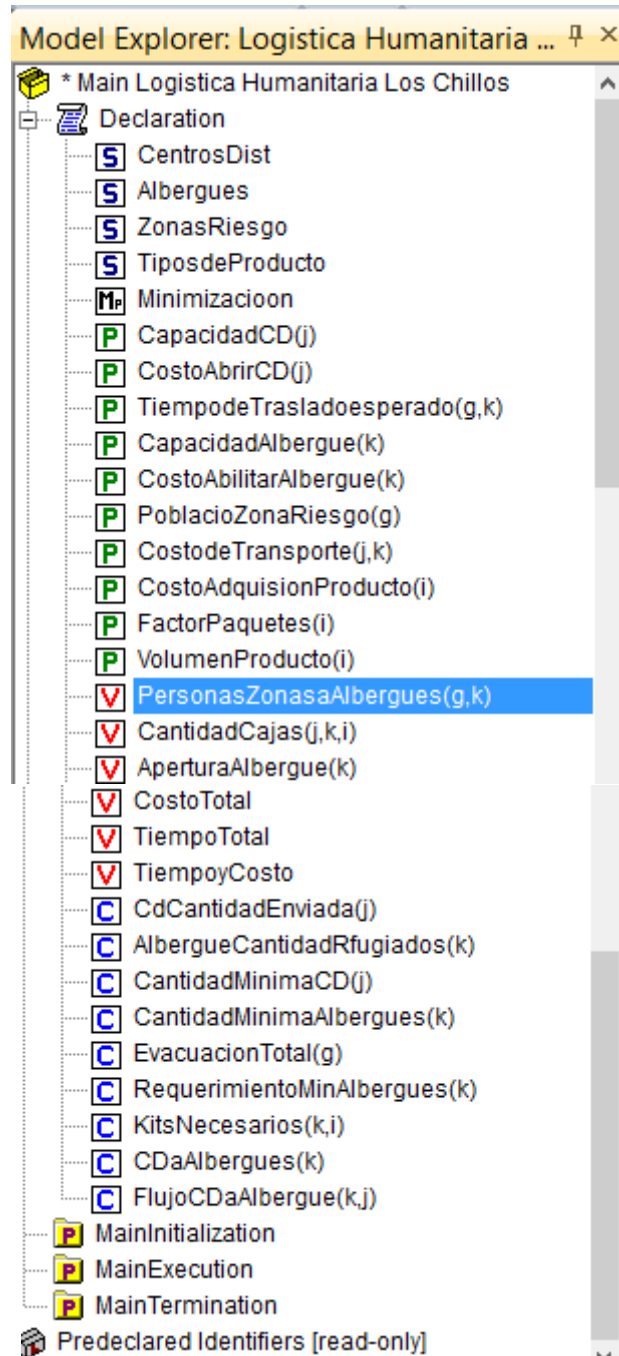 Model Explorer: Logistica Humanitaria ...
* Main Logistica Humanitaria Los Chillos
Declaration
S CentrosDist
S Albergues
S ZonasRiesgo
S TiposdeProducto
MP Minimizacioon
P CapacidadCD(j)
P CostoAbrirCD(j)
P TiempodeTrasladoesperado(g,k)
P CapacidadAlbergue(k)
P CostoAbilitarAlbergue(k)
P PoblacioZonaRiesgo(g)
P CostodeTransporte(j,k)
P CostoAdquisionProducto(i)
P FactorPaquetes(i)
P VolumenProducto(i)
V PersonasZonasaAlbergues(g,k)
V CantidadCajas(j,k,i)
V AperturaAlbergue(k)
V CostoTotal
V TiempoTotal
V TiempoyCosto
C CdCantidadEnviada(j)
C AlbergueCantidadRfugiados(k)
C CantidadMinimaCD(j)
C CantidadMinimaAlbergues(k)
C EvacuacionTotal(g)
C RequerimientoMinAlbergues(k)
C KitsNecesarios(k,i)
C CDaAlbergues(k)
C FlujoCDaAlbergue(k,j)
P MainInitialization
P MainExecution
P MainTermination
Predeclared Identifiers [read-only]